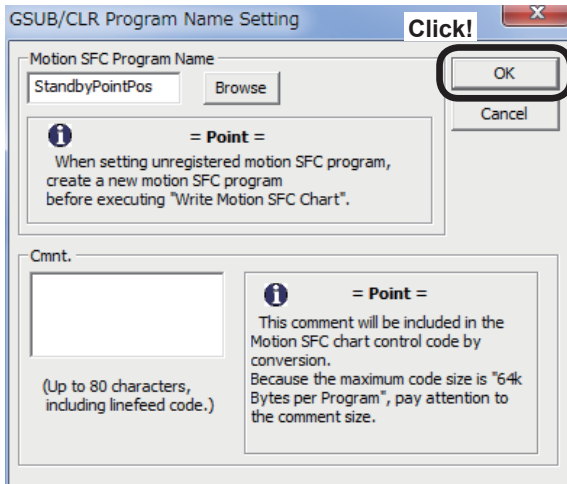 GSUB/CLR Program Name Setting
Click!
Motion SFC Program Name
StandbyPointPos
Browse
OK
Cancel
= Point =
When setting unregistered motion SFC program,
create a new motion SFC program
before executing "Write Motion SFC Chart".
Cmnt.
(Up to 80 characters,
including linefeed code.)
= Point =
This comment will be included in the
Motion SFC chart control code by
conversion.
Because the maximum code size is "64k
Bytes per Program", pay attention to
the comment size.